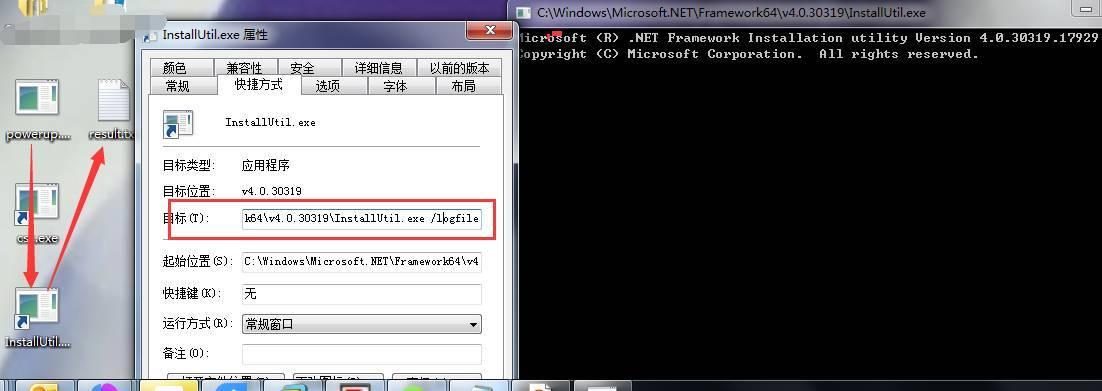 powerup....
result.tx
csc.exe
InstallUtil....
InstallUtil.exe 属性
颜色 兼容性 安全 详细信息 以前的版本
常规 快捷方式 选项 字体 布局
InstallUtil.exe
目标类型: 应用程序
目标位置: v4.0.30319
目标(T): k64\v4.0.30319\InstallUtil.exe /logfile
起始位置(S): C:\Windows\Microsoft.NET\Framework64\v4
快捷键(K): 无
运行方式(R): 常规窗口
备注(O):
C:\Windows\Microsoft.NET\Framework64\v4.0.30319\InstallUtil.exe
Microsoft (R) .NET Framework Installation utility Version 4.0.30319.17929
Copyright (C) Microsoft Corporation. All rights reserved.